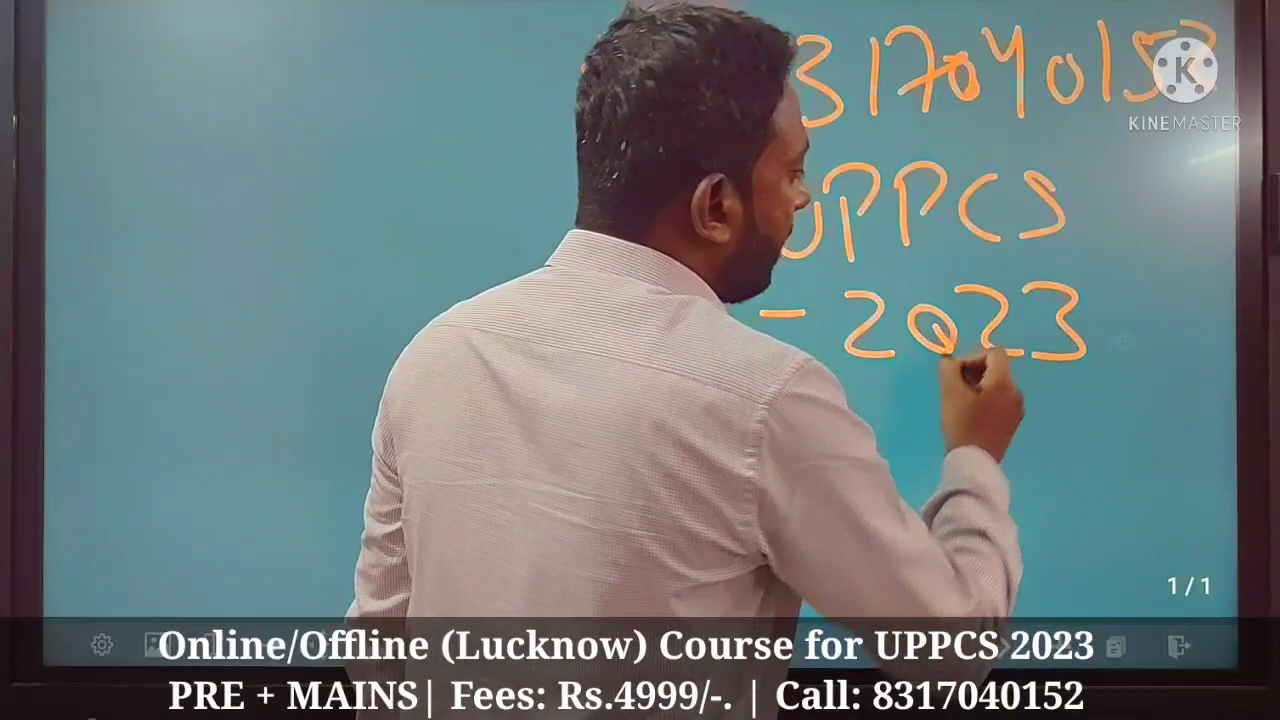 317040152
KINEMASTER
UPPCS
- 2023
1/1
Online/Offline (Lucknow) Course for UPPCS 2023
PRE + MAINS| Fees: Rs.4999/-. | Call: 8317040152